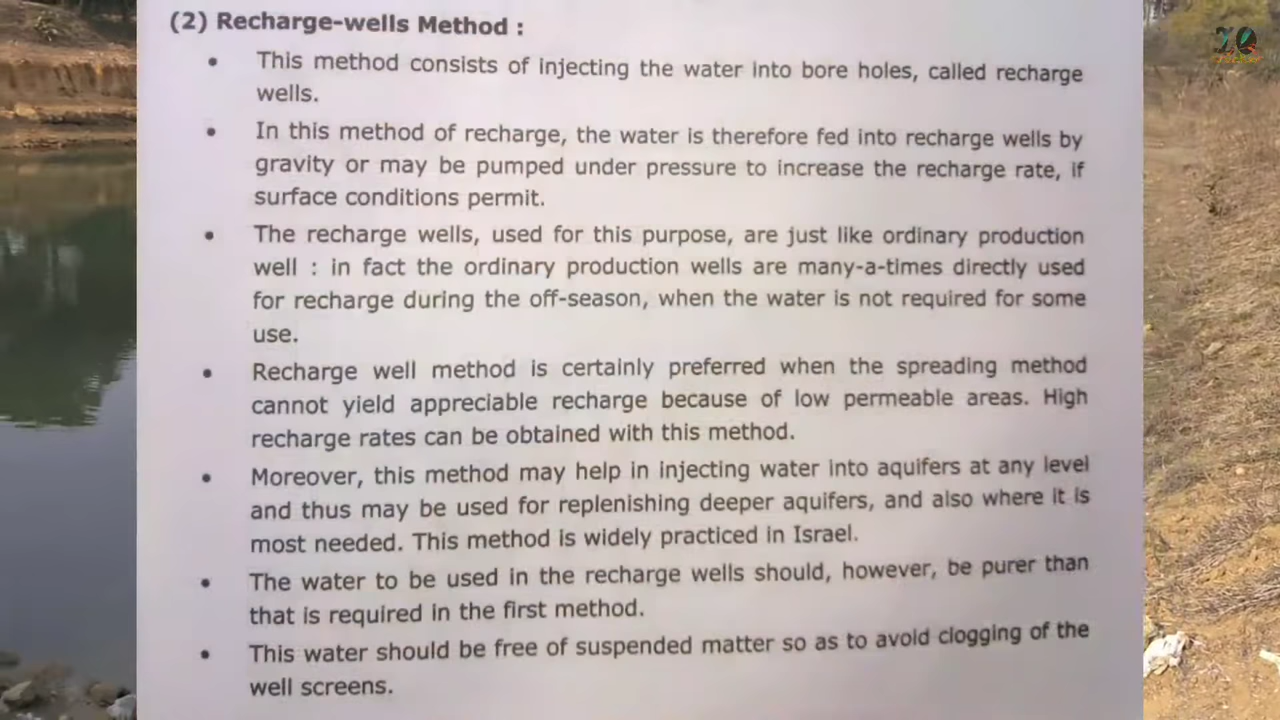 (2) Recharge-wells Method :
• This method consists of injecting the water into bore holes, called recharge
wells.
• In this method of recharge, the water is therefore fed into recharge wells by
gravity or may be pumped under pressure to increase the recharge rate, if
surface conditions permit.
• The recharge wells, used for this purpose, are just like ordinary production
well : in fact the ordinary production wells are many-a-times directly used
for recharge during the off-season, when the water is not required for some
use.
• Recharge well method is certainly preferred when the spreading method
cannot yield appreciable recharge because of low permeable areas. High
recharge rates can be obtained with this method.
• Moreover, this method may help in injecting water into aquifers at any level
and thus may be used for replenishing deeper aquifers, and also where it is
most needed. This method is widely practiced in Israel.
• The water to be used in the recharge wells should, however, be purer than
that is required in the first method.
• This water should be free of suspended matter so as to avoid clogging of the
well screens.